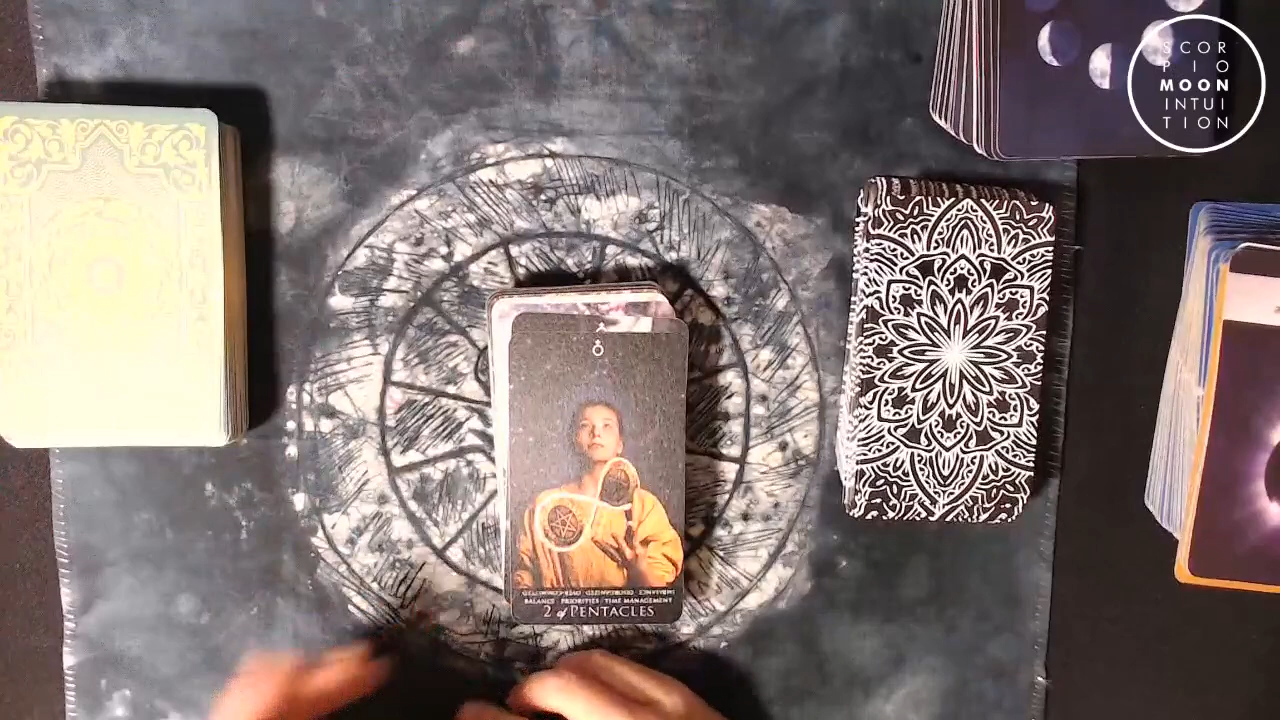 SCOR
PIO
MOON
INTUI
TION
BALANCE PRIORITIES TIME MANAGEMENT
2 of PENTACLES